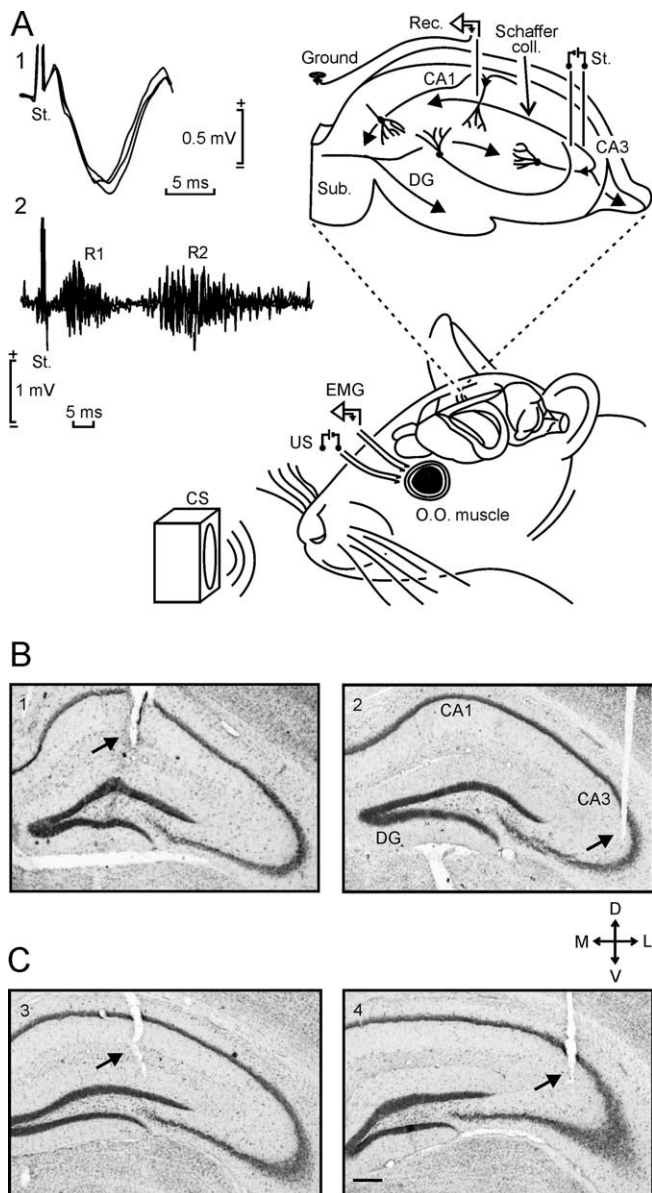 A
1
St.
+
0.5 mV
-
5 ms
2
R1
R2
St.
+
1 mV
-
5 ms
Rec.
Schaffer
coll.
Ground
St.
CA1
CA3
Sub.
DG
EMG
US
CS
O.O. muscle
B
1
2
CA1
CA3
DG
D
M
L
V
C
3
4